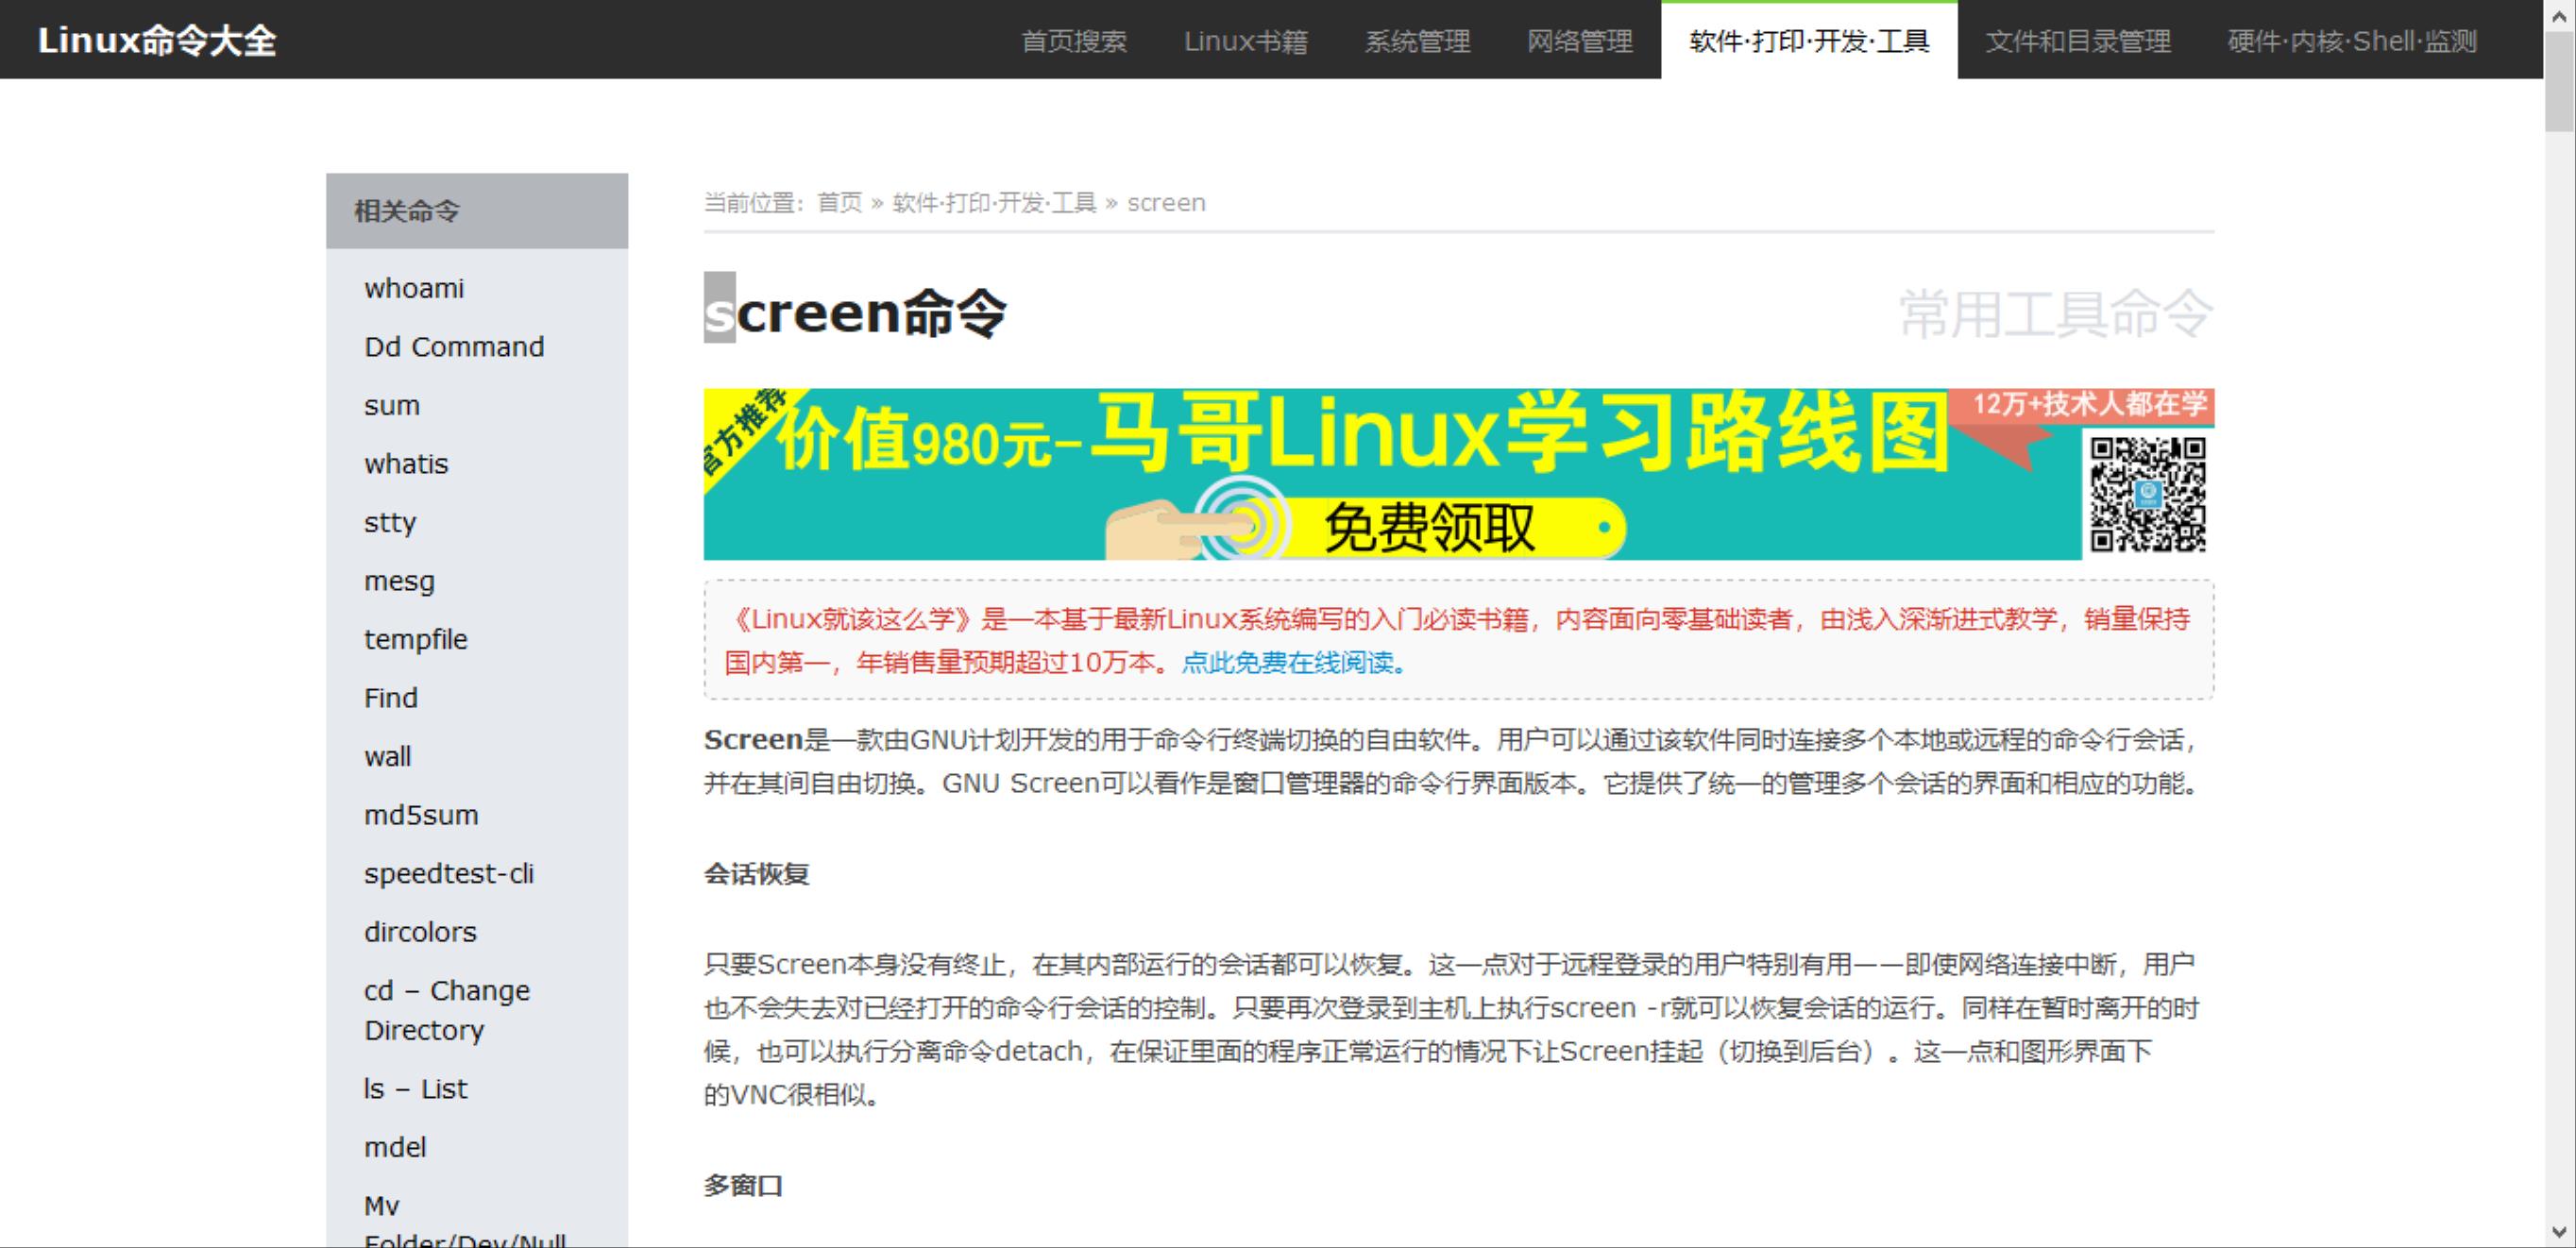 Linux命令大全
首页搜索
Linux书籍
系统管理
网络管理
软件·打印·开发·工具
文件和目录管理
硬件·内核·Shell·监测
相关命令
whoami
Dd Command
sum
whatis
stty
mesg
tempfile
Find
wall
md5sum
speedtest-cli
dircolors
cd – Change
Directory
ls – List
mdel
Mv
Folder/Dev/Null
当前位置：首页 » 软件·打印·开发·工具 » screen
screen命令
常用工具命令
官方推荐
价值980元-马哥Linux学习路线图
12万+技术人都在学
免费领取
《Linux就该这么学》是一本基于最新Linux系统编写的入门必读书籍，内容面向零基础读者，由浅入深渐进式教学，销量保持
国内第一，年销售量预期超过10万本。点此免费在线阅读。
Screen是一款由GNU计划开发的用于命令行终端切换的自由软件。用户可以通过该软件同时连接多个本地或远程的命令行会话，
并在其间自由切换。GNU Screen可以看作是窗口管理器的命令行界面版本。它提供了统一的管理多个会话的界面和相应的功能。
会话恢复
只要Screen本身没有终止，在其内部运行的会话都可以恢复。这一点对于远程登录的用户特别有用——即使网络连接中断，用户
也不会失去对已经打开的命令行会话的控制。只要再次登录到主机上执行screen -r就可以恢复会话的运行。同样在暂时离开的时
候，也可以执行分离命令detach，在保证里面的程序正常运行的情况下让Screen挂起（切换到后台）。这一点和图形界面下
的VNC很相似。
多窗口